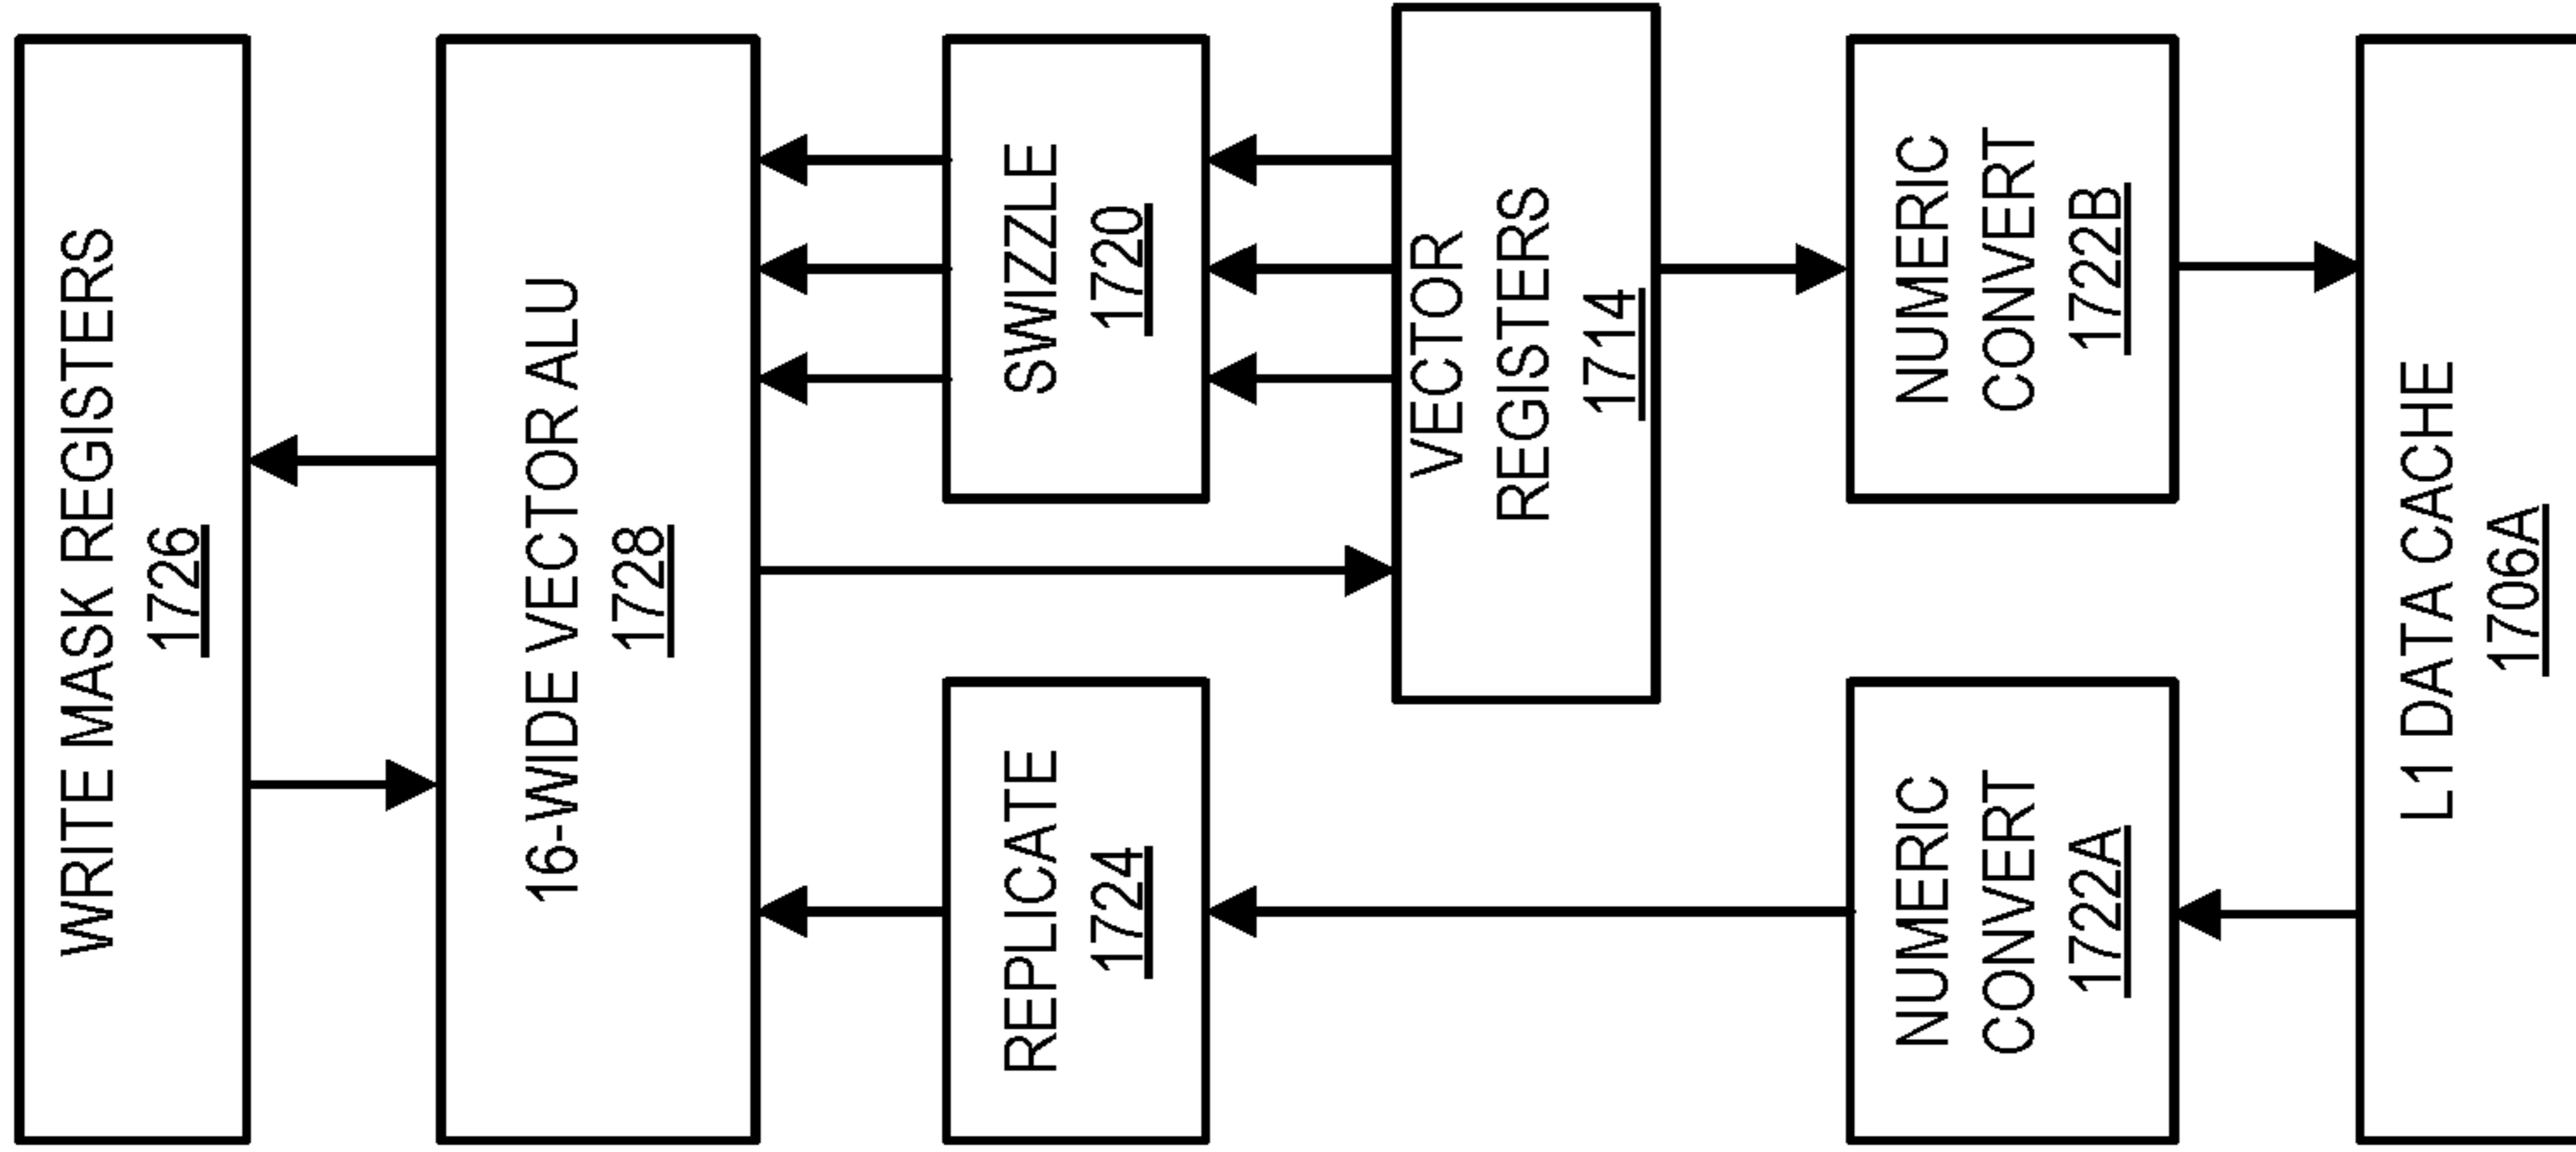 WRITE MASK REGISTERS
1726
16-WIDE VECTOR ALU
1728
REPLICATE
1724
SWIZZLE
1720
VECTOR
REGISTERS
1714
NUMERIC
CONVERT
1722A
NUMERIC
CONVERT
1722B
L1 DATA CACHE
1706A